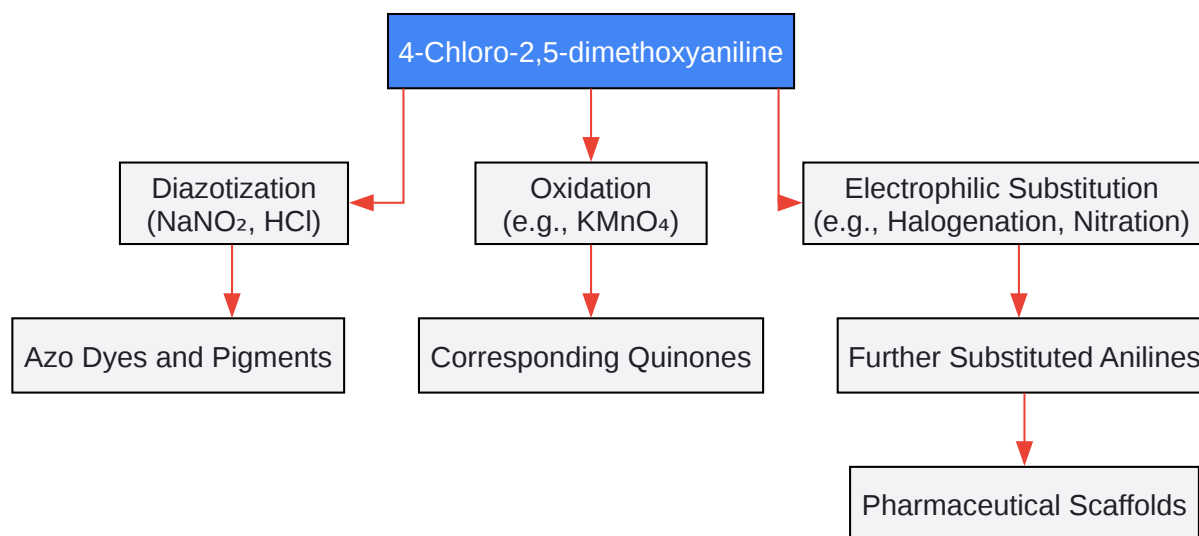 4-Chloro-2,5-dimethoxyaniline
Diazotization
(NaNO₂, HCl)
Oxidation
(e.g., KMnO₄)
Electrophilic Substitution
(e.g., Halogenation, Nitration)
Azo Dyes and Pigments
Corresponding Quinones
Further Substituted Anilines
Pharmaceutical Scaffolds